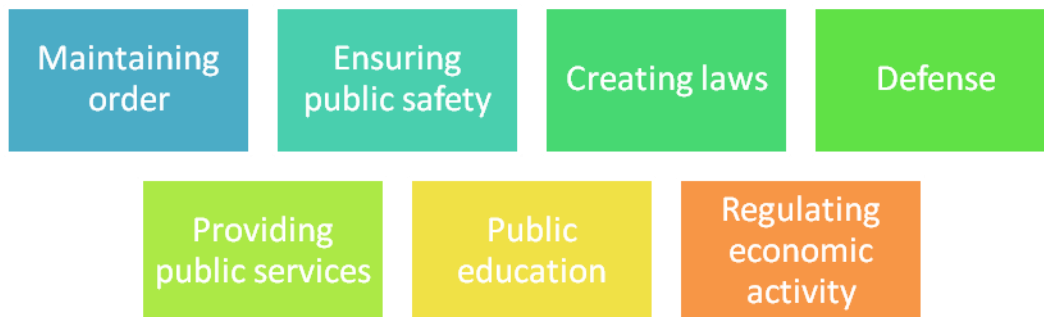 Maintaining
order
Ensuring
public safety
Creating laws
Defense
Providing
public services
Public
education
Regulating
economic
activity